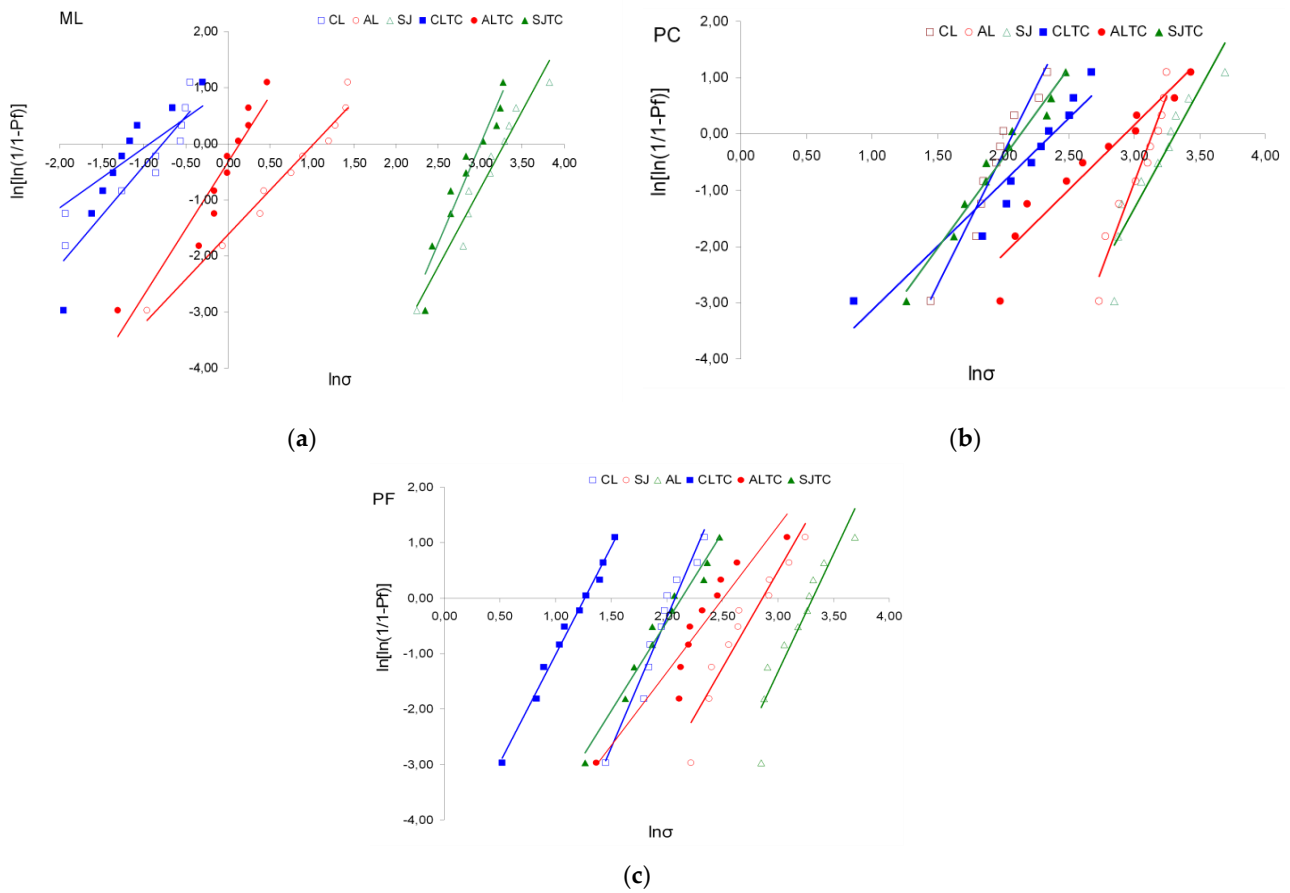 ML
CL AL SJ CLTC ALTC SJTC
2,00
1,00
0,00
-2,00 -1,50 -1,00 -0,50 0,00 0,50 1,00 1,50 2,00 2,50 3,00 3,50 4,00
-1,00
-2,00
-3,00
-4,00
ln[ln(1/1-Pf)]
lnσ
(a)
PC
CL AL SJ CLTC ALTC SJTC
2,00
1,00
0,00
0,00 0,50 1,00 1,50 2,00 2,50 3,00 3,50 4,00
-1,00
-2,00
-3,00
-4,00
ln[ln(1/1-Pf)]
lnσ
(b)
PF
CL SJ AL CLTC ALTC SJTC
2,00
1,00
0,00
0,00 0,50 1,00 1,50 2,00 2,50 3,00 3,50 4,00
-1,00
-2,00
-3,00
-4,00
ln[ln(1/1-Pf)]
lnσ
(c)